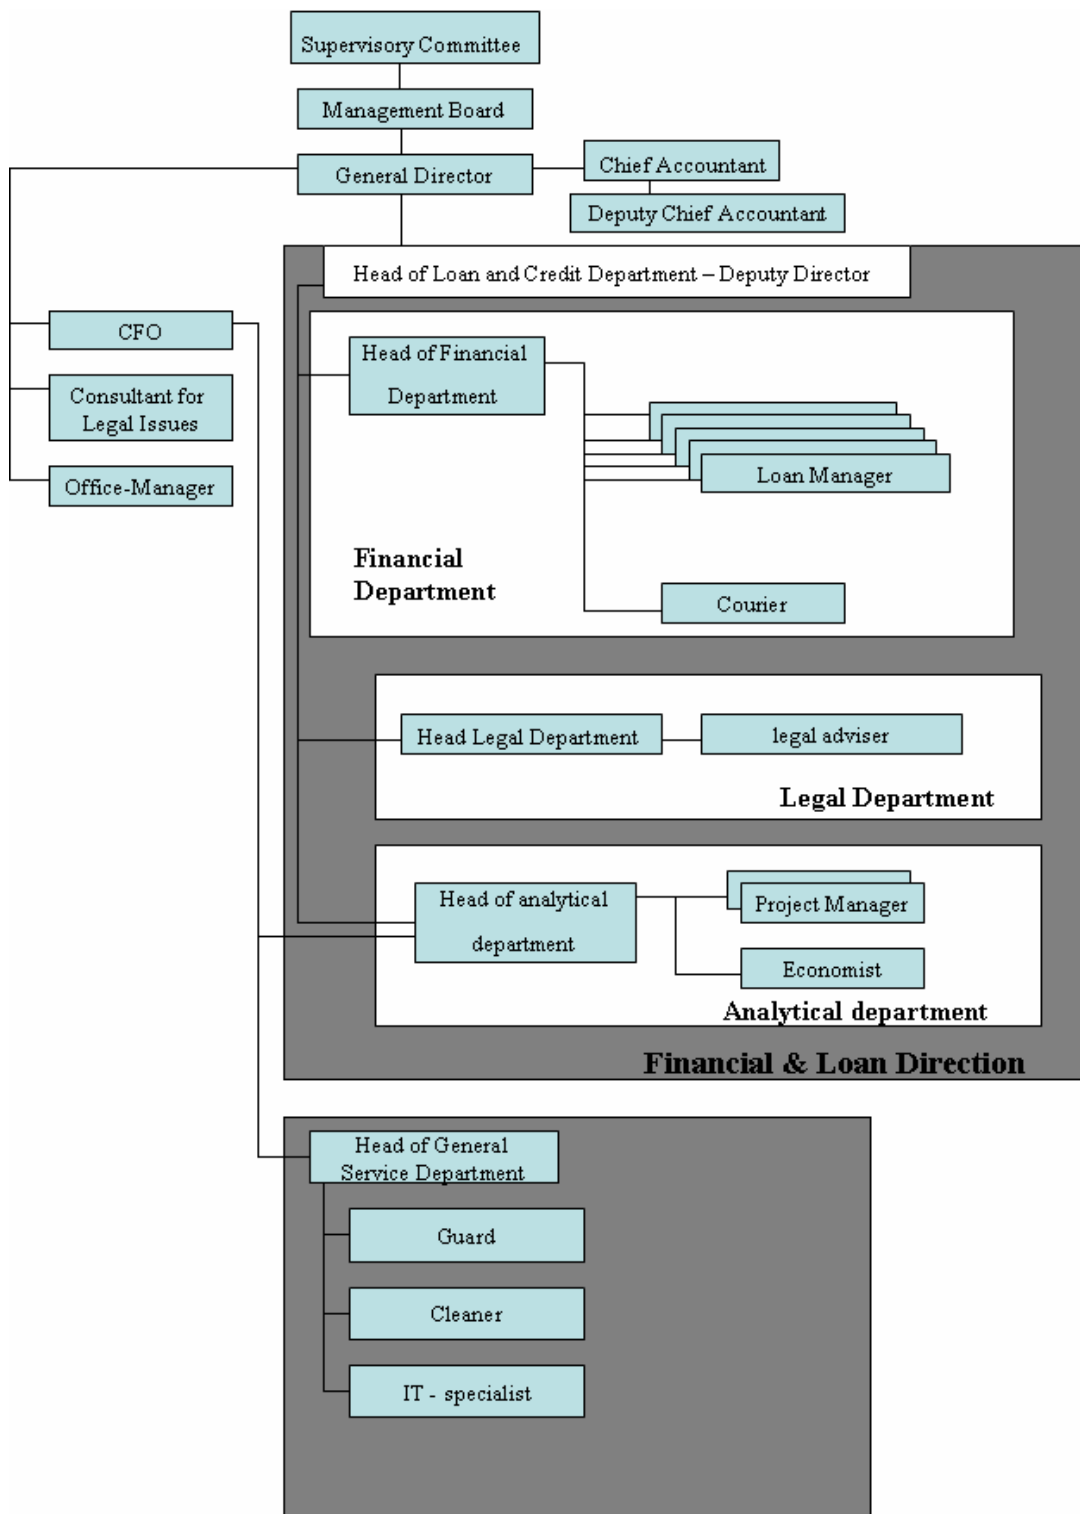 Supervisory Committee
Management Board
General Director
Chief Accountant
Deputy Chief Accountant
Head of Loan and Credit Department – Deputy Director
CFO
Consultant for
Legal Issues
Office-Manager
Head of Financial
Department
Loan Manager
Financial
Department
Courier
Head Legal Department
legal adviser
Legal Department
Head of analytical
department
Project Manager
Economist
Analytical department
Financial & Loan Direction
Head of General
Service Department
Guard
Cleaner
IT - specialist